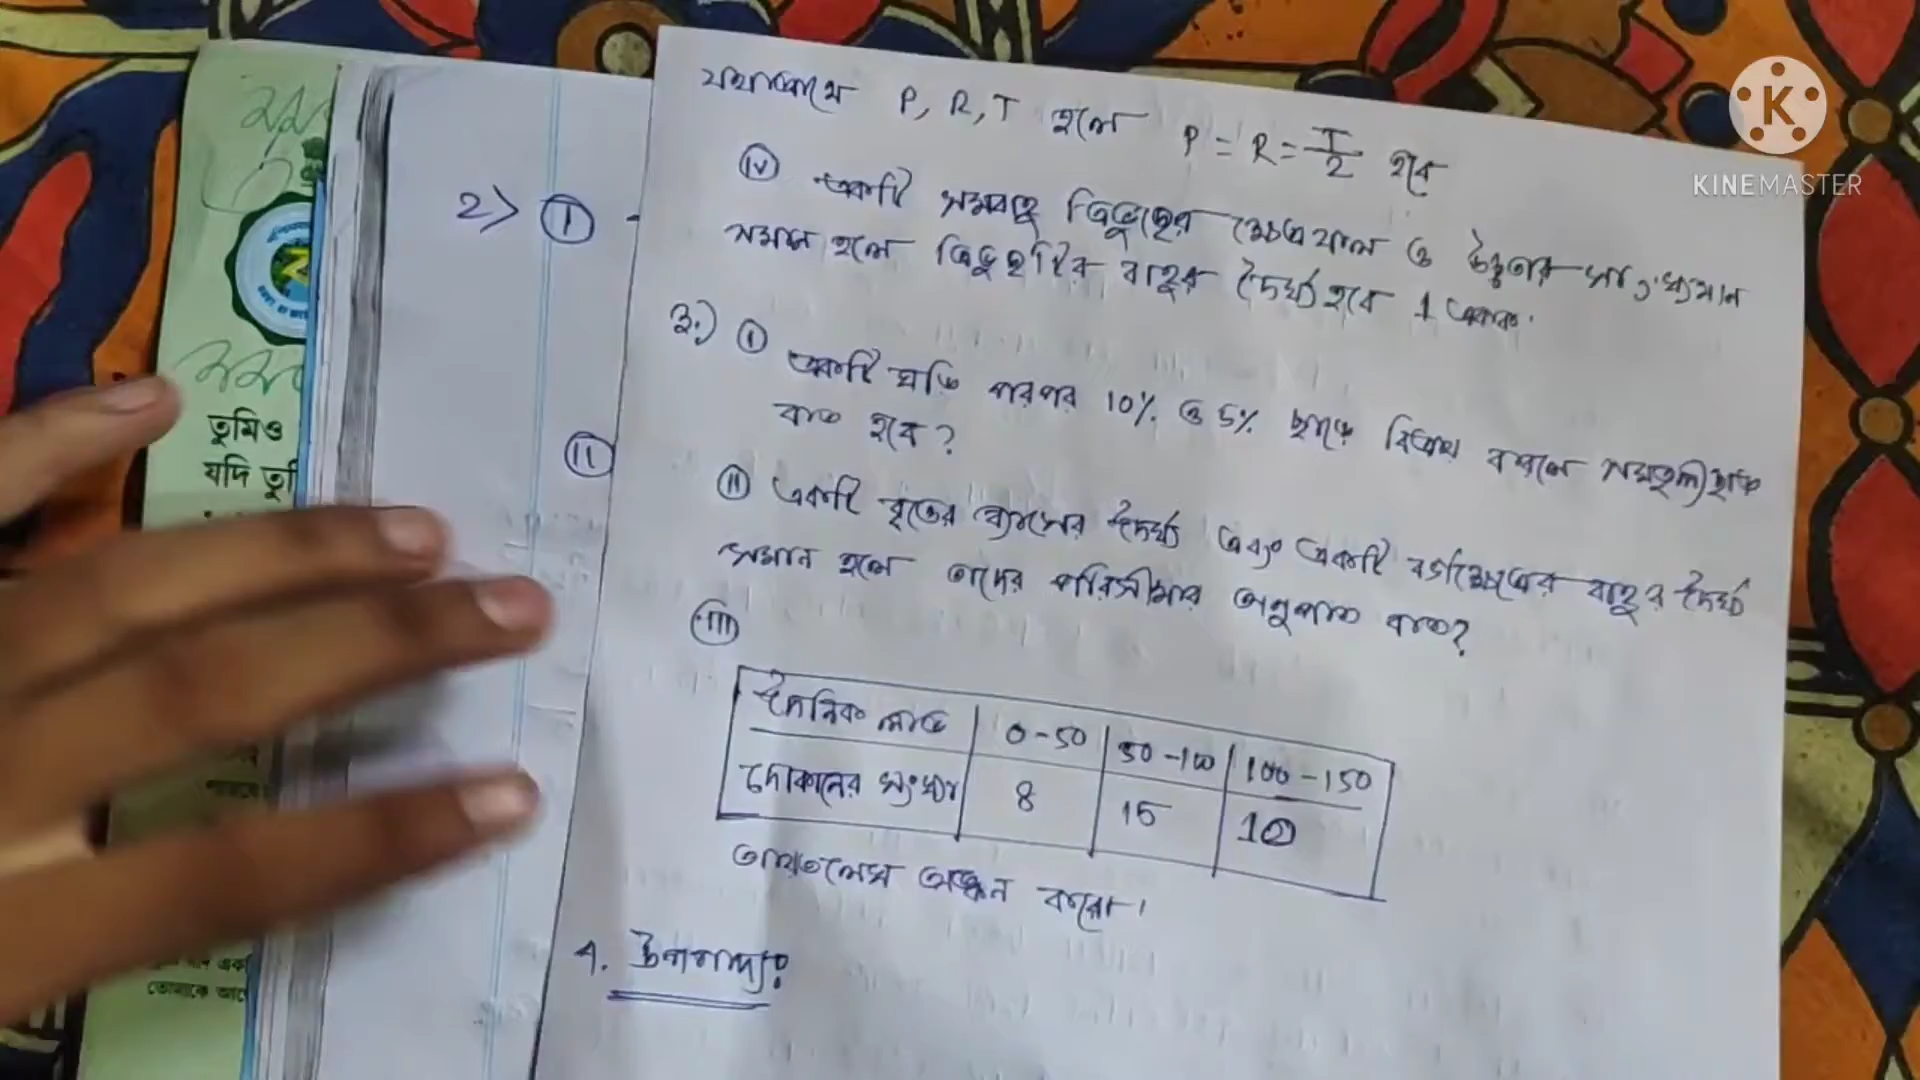 যথাক্রমে P, R, T হলে P = R = T/2 হবে
iv একটি সমবাহু ত্রিভুজের ক্ষেত্রফল ও উচ্চতার সাংখ্যমান
সমান হলে ত্রিভুজটির বাহুর দৈর্ঘ্য হবে 1 একক।
3.) i একটি ঘড়ি পরপর 10% ও 5% ছাড়ে বিক্রয় করলে সমতুল্য ছাড়
কত হবে?
ii একটি বৃত্তের ব্যাসের দৈর্ঘ্য এবং একটি বর্গক্ষেত্রের বাহুর দৈর্ঘ্য
সমান হলে তাদের পরিসীমার অনুপাত কত?
iii
দৈনিক লাভ 0-50 50-100 100-150
দোকানের সংখ্যা 8 15 10
আয়তলেখ অঙ্কন করো।
4. উপপাদ্যঃ
2> I -
II
তুমিও
যদি তু
তোমাকে
KINEMASTER